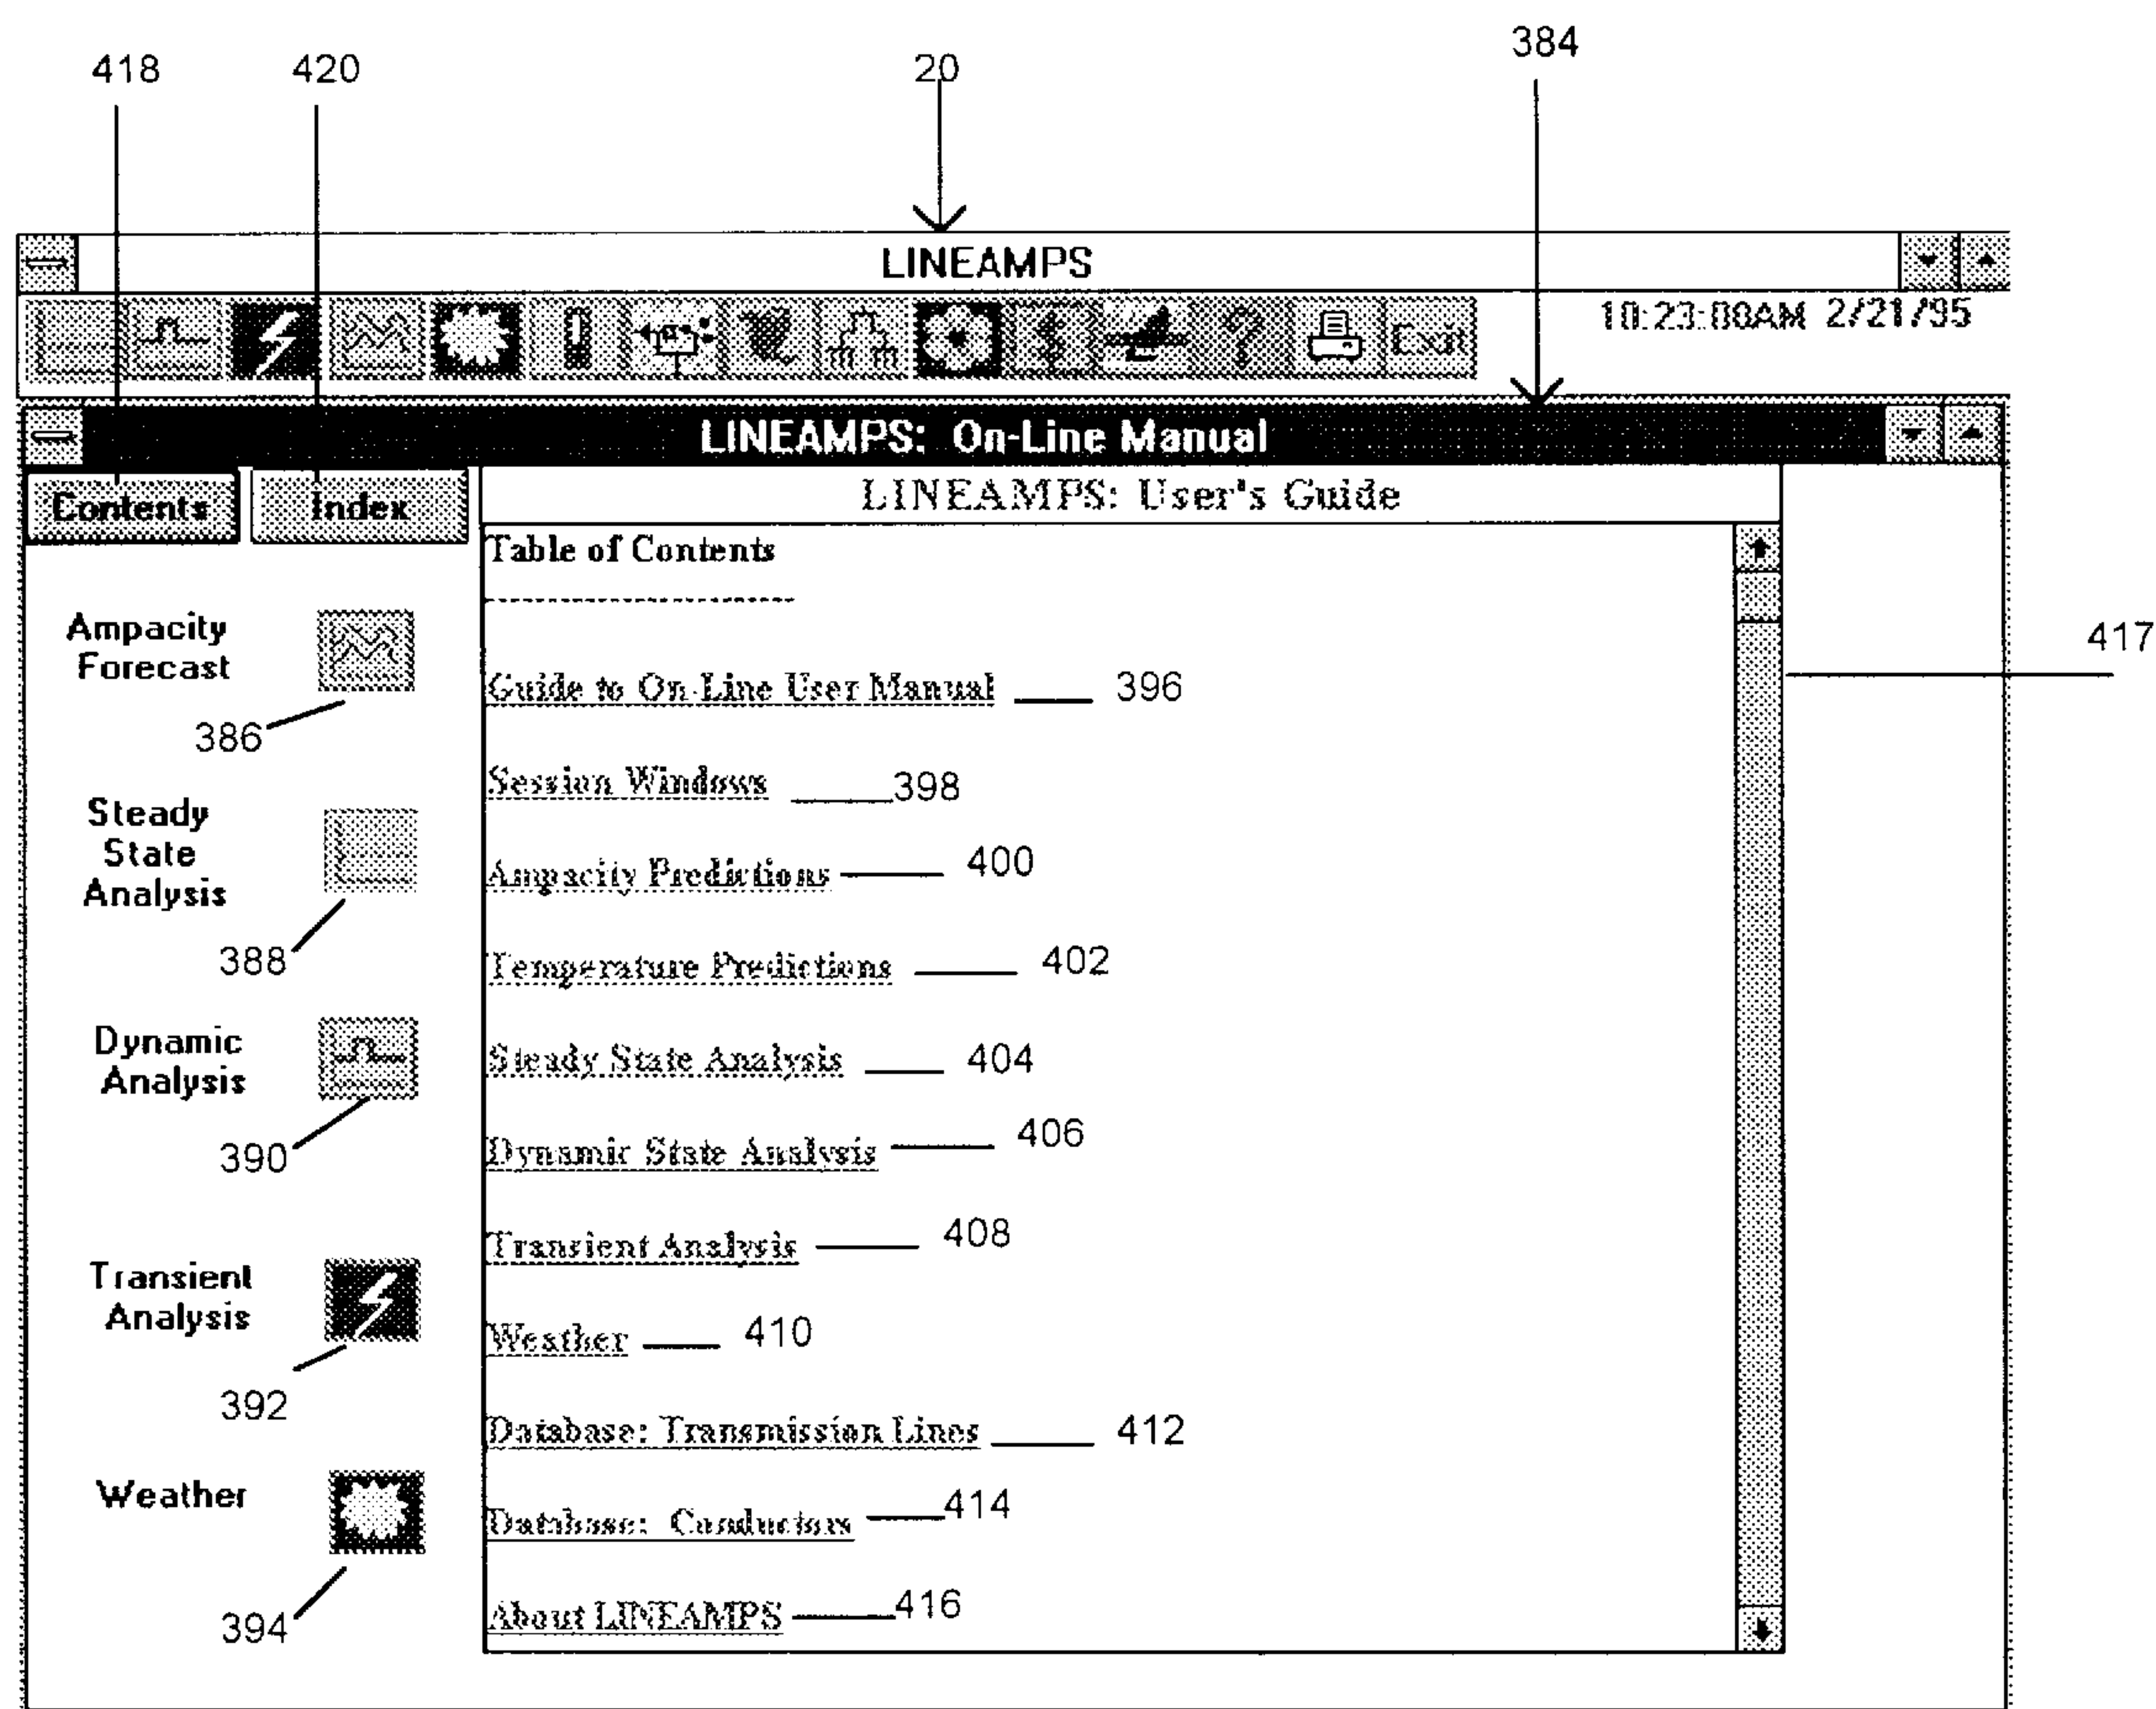 418 420 20 384
LINEAMPS
Exit 10:23:00AM 2/21/95
LINEAMPS: On-Line Manual
Contents Index LINEAMPS: User's Guide
Table of Contents
Ampacity
Forecast
386
Steady
State
Analysis
388
Dynamic
Analysis
390
Transient
Analysis
392
Weather
394
Guide to On-Line User Manual 396
Session Windows 398
Ampacity Predictions 400
Temperature Predictions 402
Steady State Analysis 404
Dynamic State Analysis 406
Transient Analysis 408
Weather 410
Database: Transmission Lines 412
Database: Conductors 414
About LINEAMPS 416
417